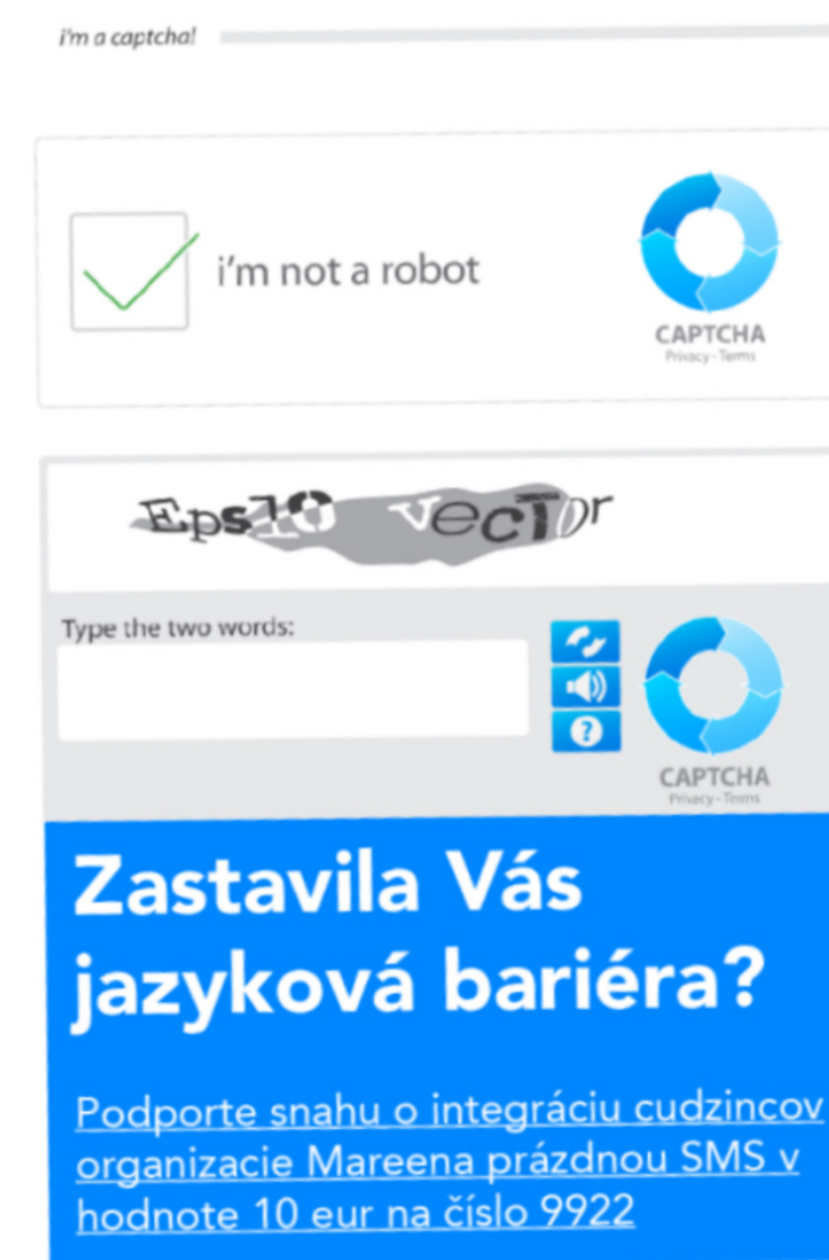 i'm a captcha!
i'm not a robot
CAPTCHA
Privacy - Terms
Eps10 vector
Type the two words:
?
CAPTCHA
Privacy - Terms
Zastavila Vás
jazyková bariéra?
Podporte snahu o integráciu cudzincov
organizacie Mareena prázdnou SMS v
hodnote 10 eur na číslo 9922